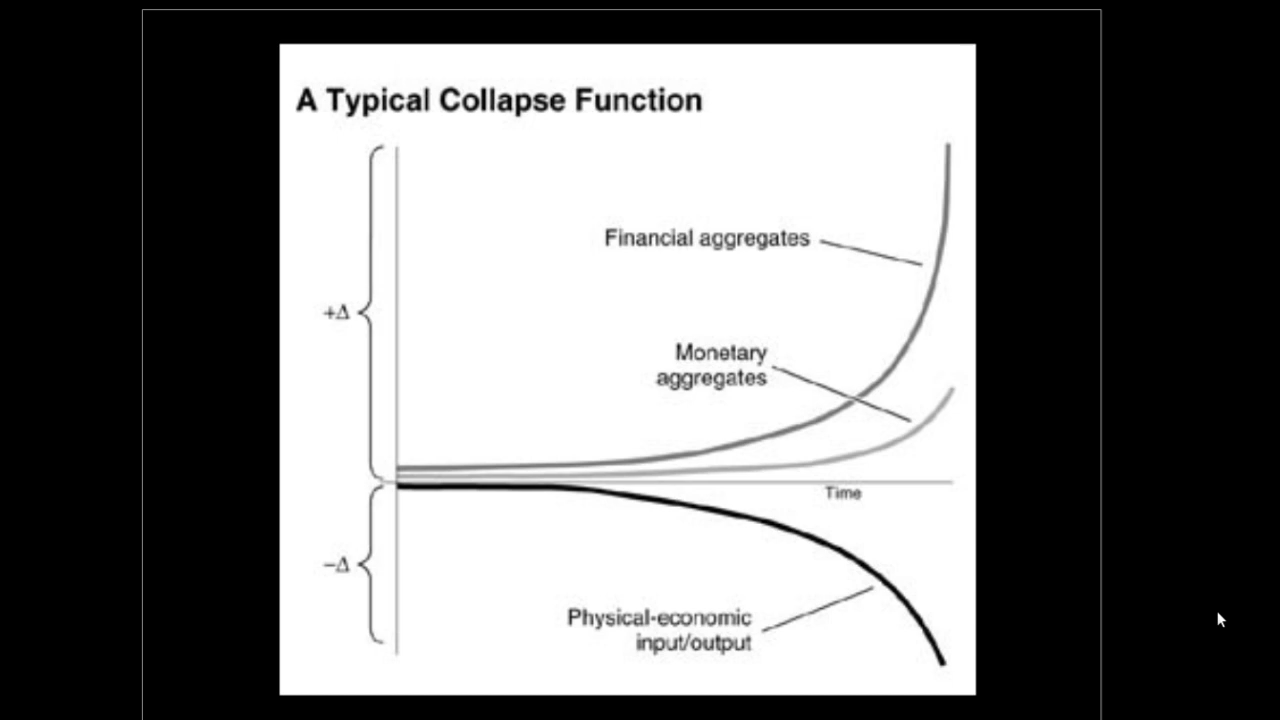 A Typical Collapse Function
Financial aggregates
+Δ
Monetary
aggregates
Time
−Δ
Physical-economic
input/output